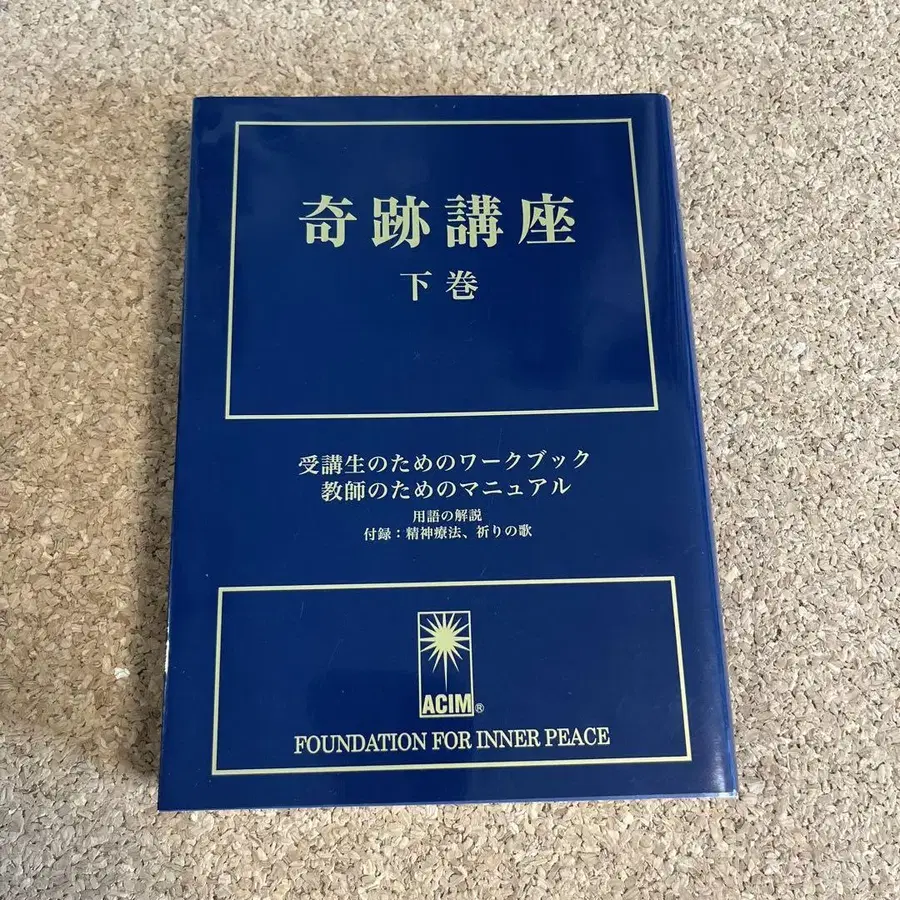 奇跡講座
下巻
受講生のためのワークブック
教師のためのマニュアル
用語の解説
付録：精神療法、祈りの歌
ACIM®
FOUNDATION FOR INNER PEACE